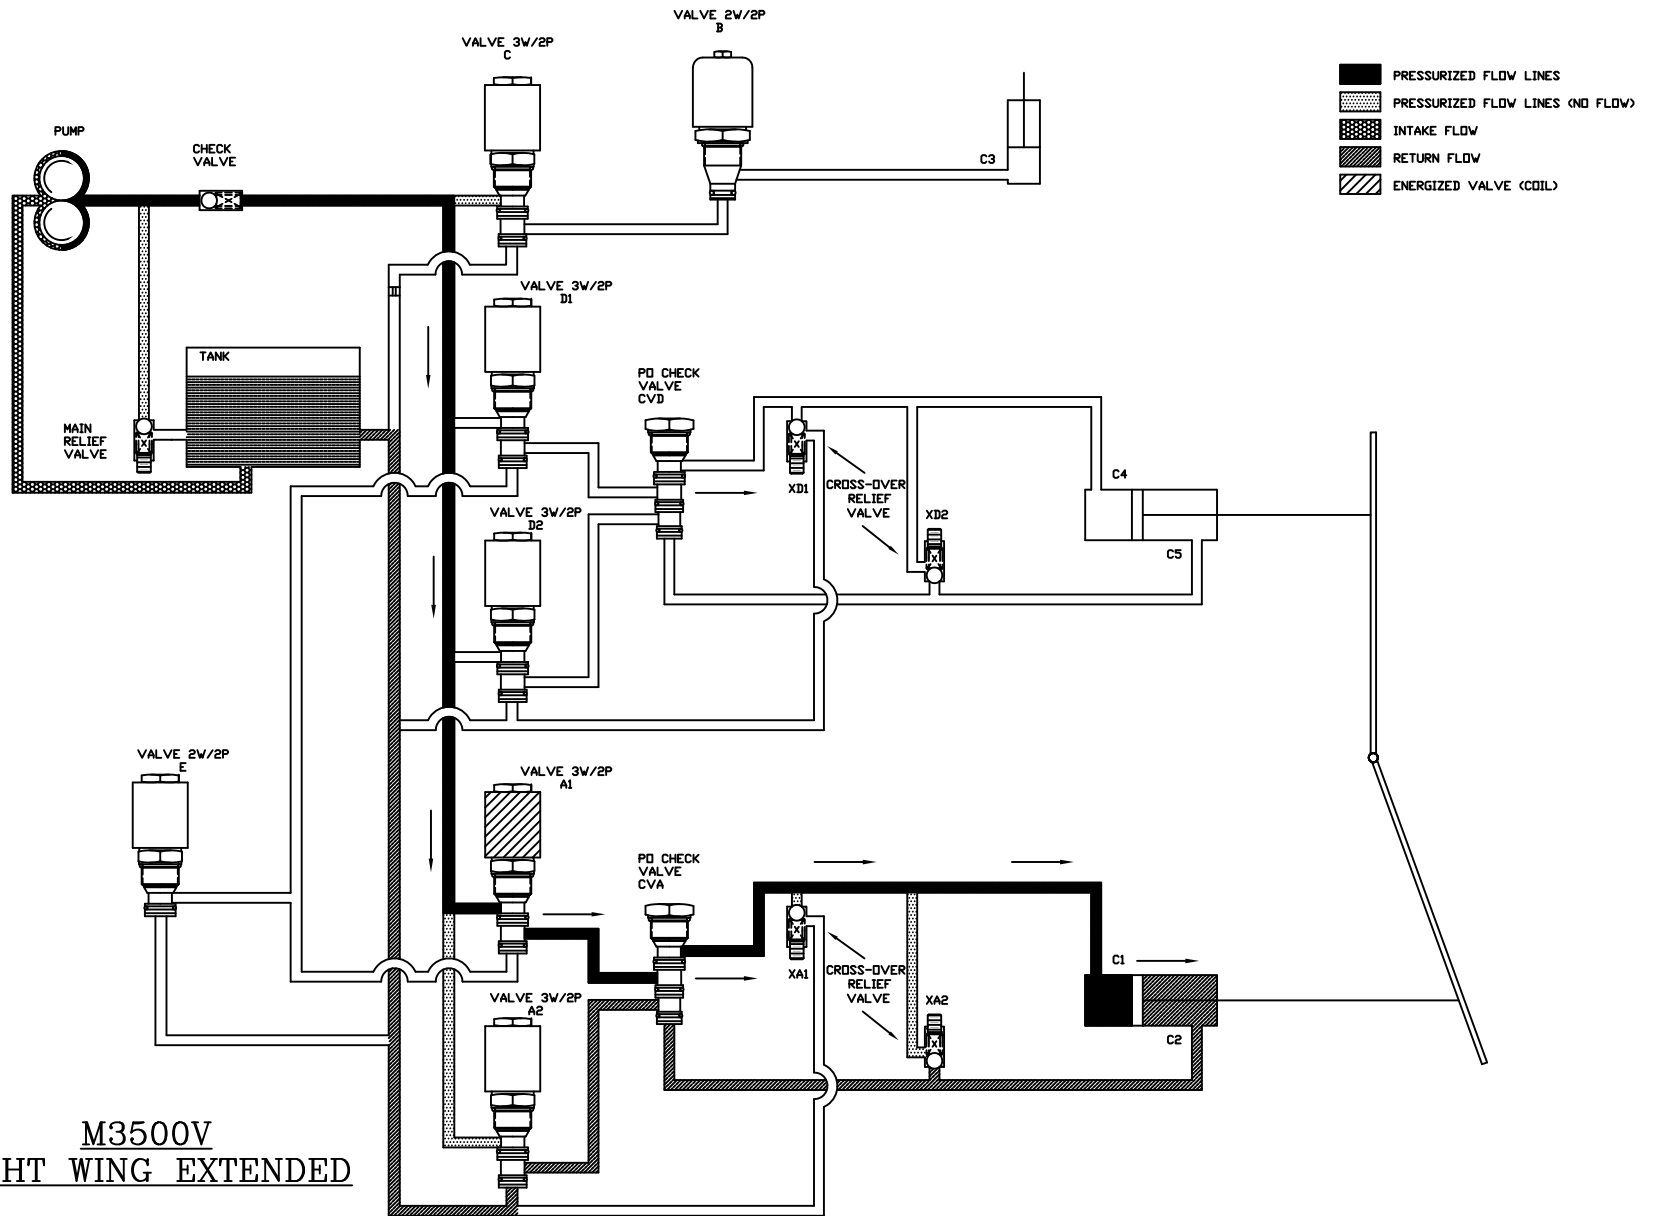 VALVE 2W/2P
B
VALVE 3W/2P
C
PRESSURIZED FLOW LINES
PRESSURIZED FLOW LINES (NO FLOW)
INTAKE FLOW
RETURN FLOW
ENERGIZED VALVE (COIL)
PUMP
CHECK
VALVE
C3
VALVE 3W/2P
D1
TANK
MAIN
RELIEF
VALVE
PO CHECK
VALVE
CVD
C4
XD1
CROSS-OVER
RELIEF
VALVE
XD2
VALVE 3W/2P
D2
C5
VALVE 2W/2P
E
VALVE 3W/2P
A1
PO CHECK
VALVE
CVA
C1
XA1
CROSS-OVER
RELIEF
VALVE
XA2
VALVE 3W/2P
A2
C2
M3500V
HT WING EXTENDED